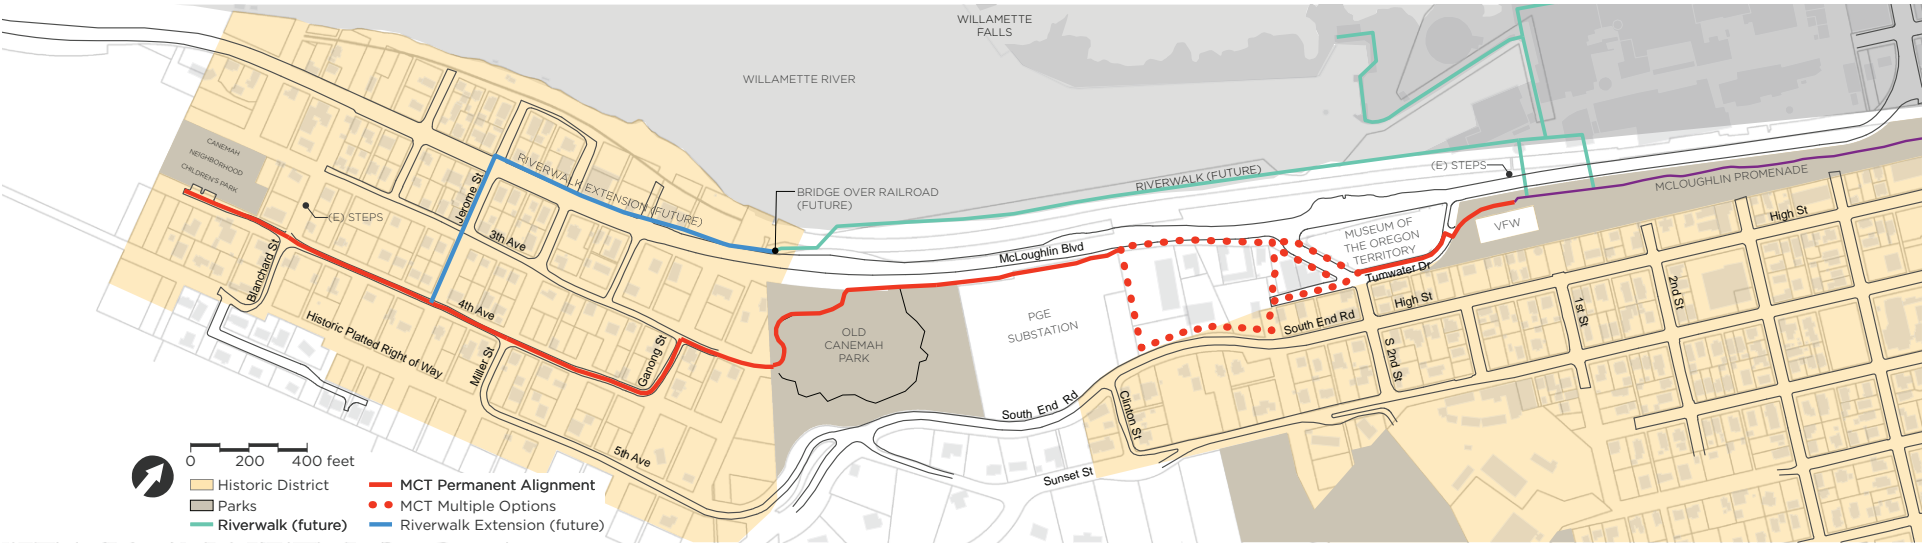 WILLAMETTE
FALLS
WILLAMETTE RIVER
CANEMAH
NEIGHBORHOOD
CHILDREN'S PARK
(E) STEPS
Jerome St
RIVERWALK EXTENSION (FUTURE)
BRIDGE OVER RAILROAD
(FUTURE)
RIVERWALK (FUTURE)
(E) STEPS
MCLOUGHLIN PROMENADE
VFW
MUSEUM OF
THE OREGON
TERRITORY
McLoughlin Blvd
Tumwater Dr
High St
High St
South End Rd
1st St
2nd St
S 2nd St
3th Ave
4th Ave
Blanchard St
Historic Platted Right of Way
Miller St
Ganong St
5th Ave
OLD
CANEMAH
PARK
PGE
SUBSTATION
South End Rd
Clinton St
Sunset St
0 200 400 feet
Historic District
Parks
Riverwalk (future)
MCT Permanent Alignment
MCT Multiple Options
Riverwalk Extension (future)